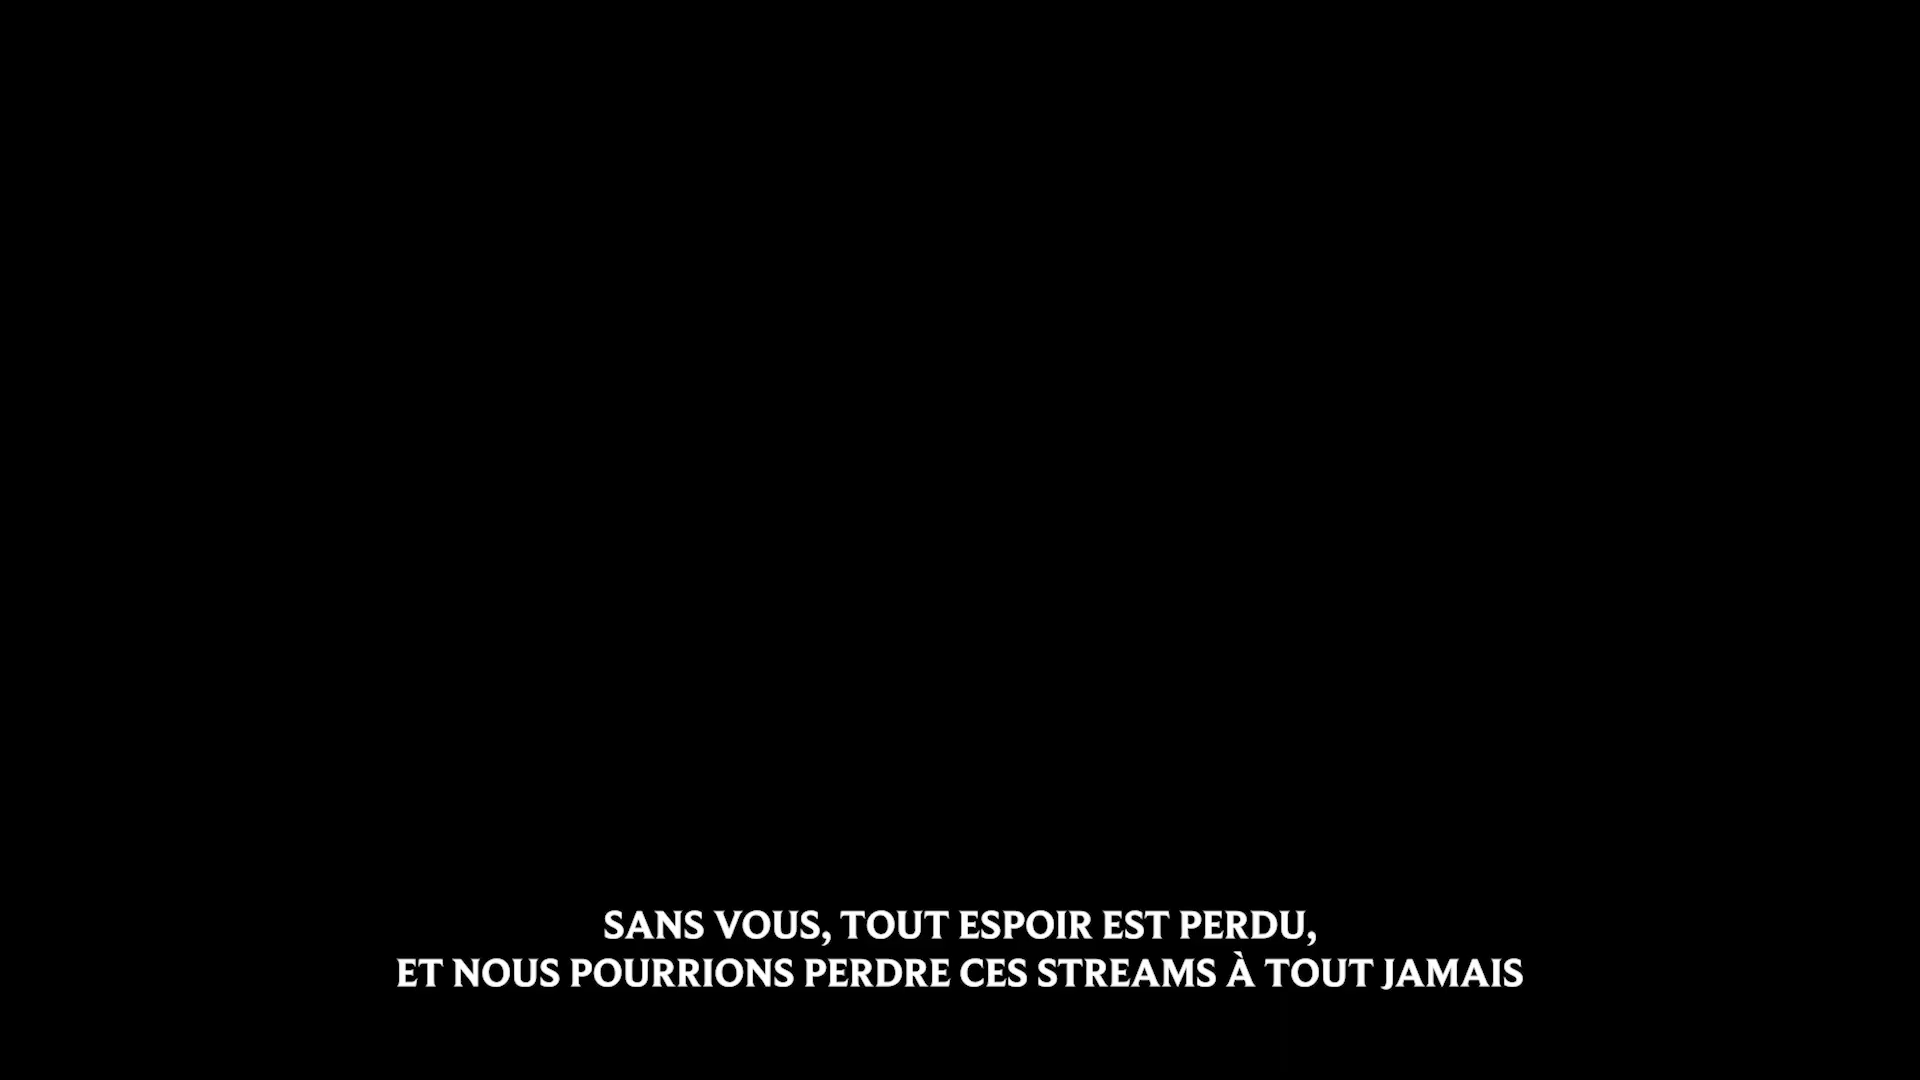 SANS VOUS, TOUT ESPOIR EST PERDU,
ET NOUS POURRIONS PERDRE CES STREAMS À TOUT JAMAIS